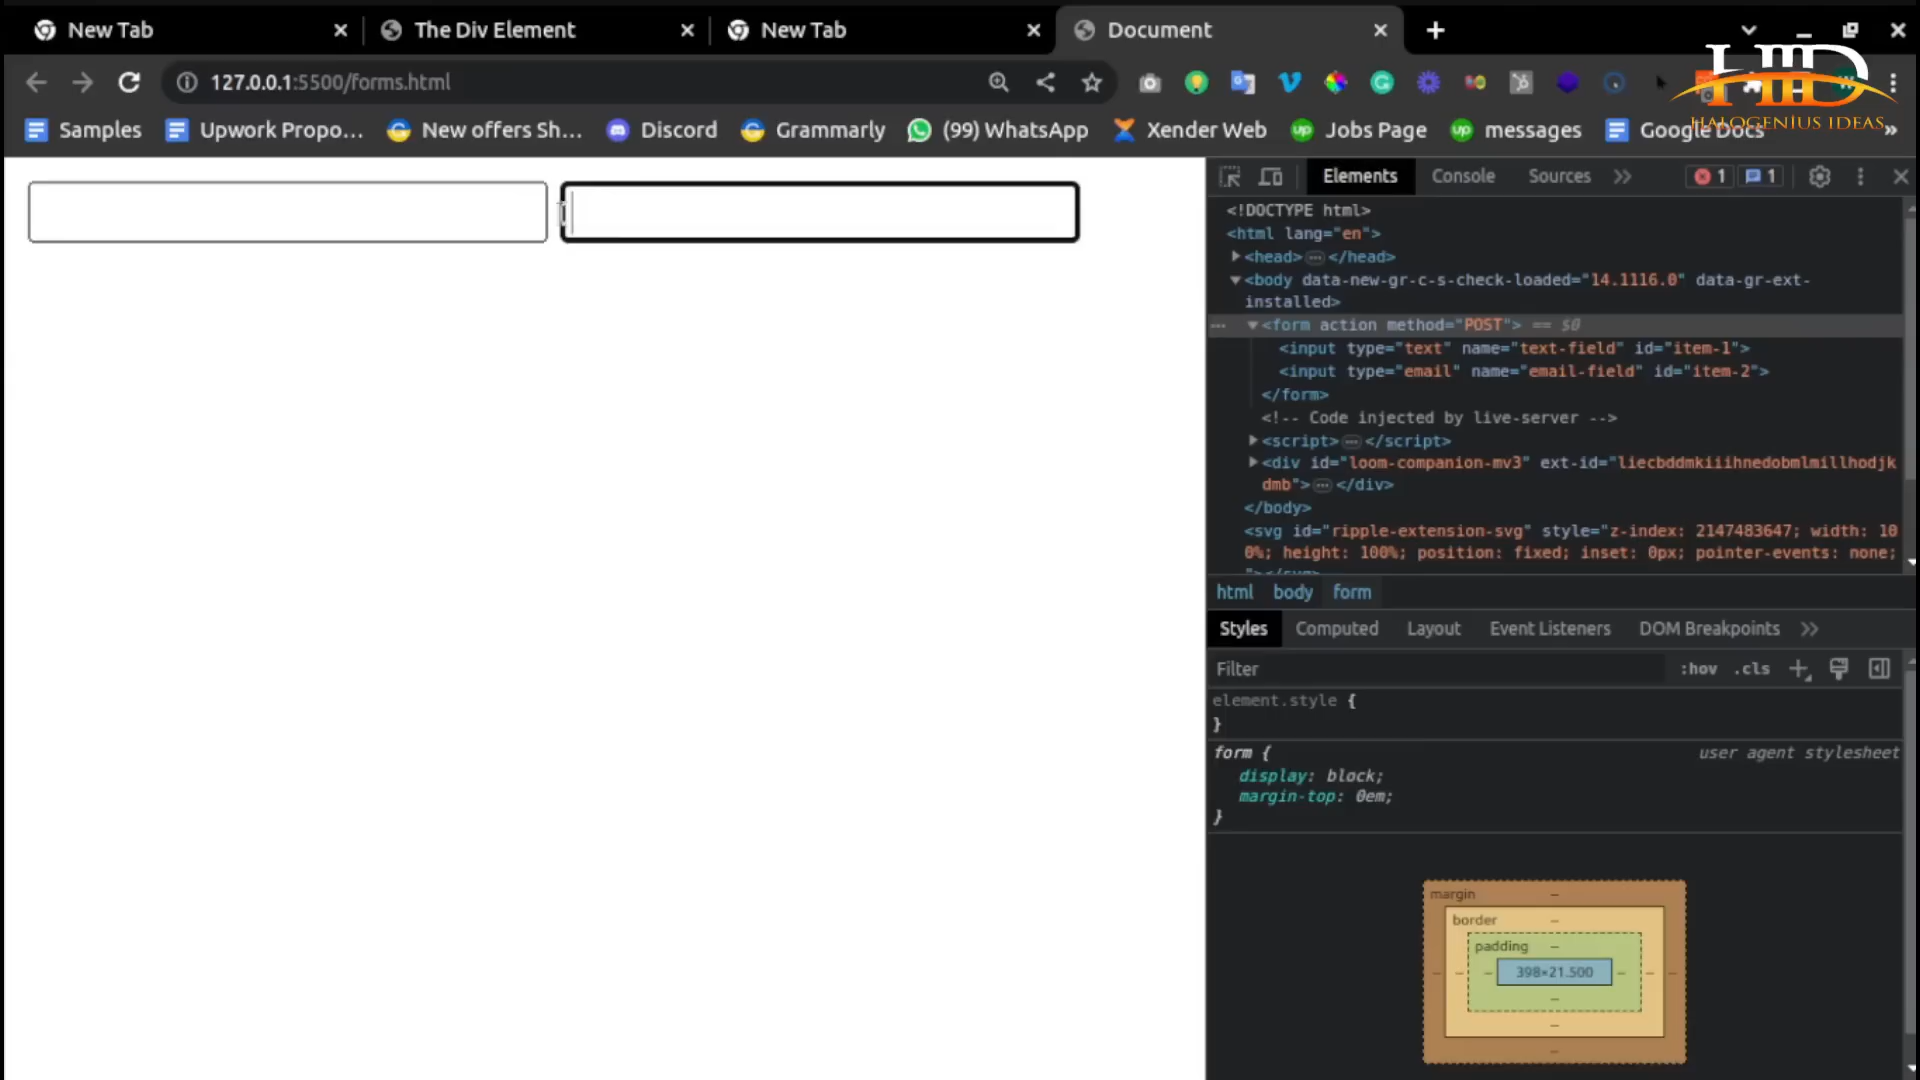 New Tab
The Div Element
New Tab
Document
127.0.0.1:5500/forms.html
Samples
Upwork Propo...
New offers Sh...
Discord
Grammarly
(99) WhatsApp
Xender Web
Jobs Page
messages
Google Docs
»
HID
HALOGENIUS IDEAS
Elements
Console
Sources
1
1
<!DOCTYPE html>
<html lang="en">
<head>…</head>
<body data-new-gr-c-s-check-loaded="14.1116.0" data-gr-ext-
installed>
<form action method="POST"> == $0
<input type="text" name="text-field" id="item-1">
<input type="email" name="email-field" id="item-2">
</form>
<!-- Code injected by live-server -->
<script>…</script>
<div id="loom-companion-mv3" ext-id="liecbddmkiiihnedobmlmillhodjk
dmb">…</div>
</body>
<svg id="ripple-extension-svg" style="z-index: 2147483647; width: 10
0%; height: 100%; position: fixed; inset: 0px; pointer-events: none;
"></svg>
html body form
Styles
Computed
Layout
Event Listeners
DOM Breakpoints
Filter
:hov .cls
element.style {
}
form {
user agent stylesheet
display: block;
margin-top: 0em;
}
margin –
border –
padding –
– – – 398×21.500 – – –
–
–
–